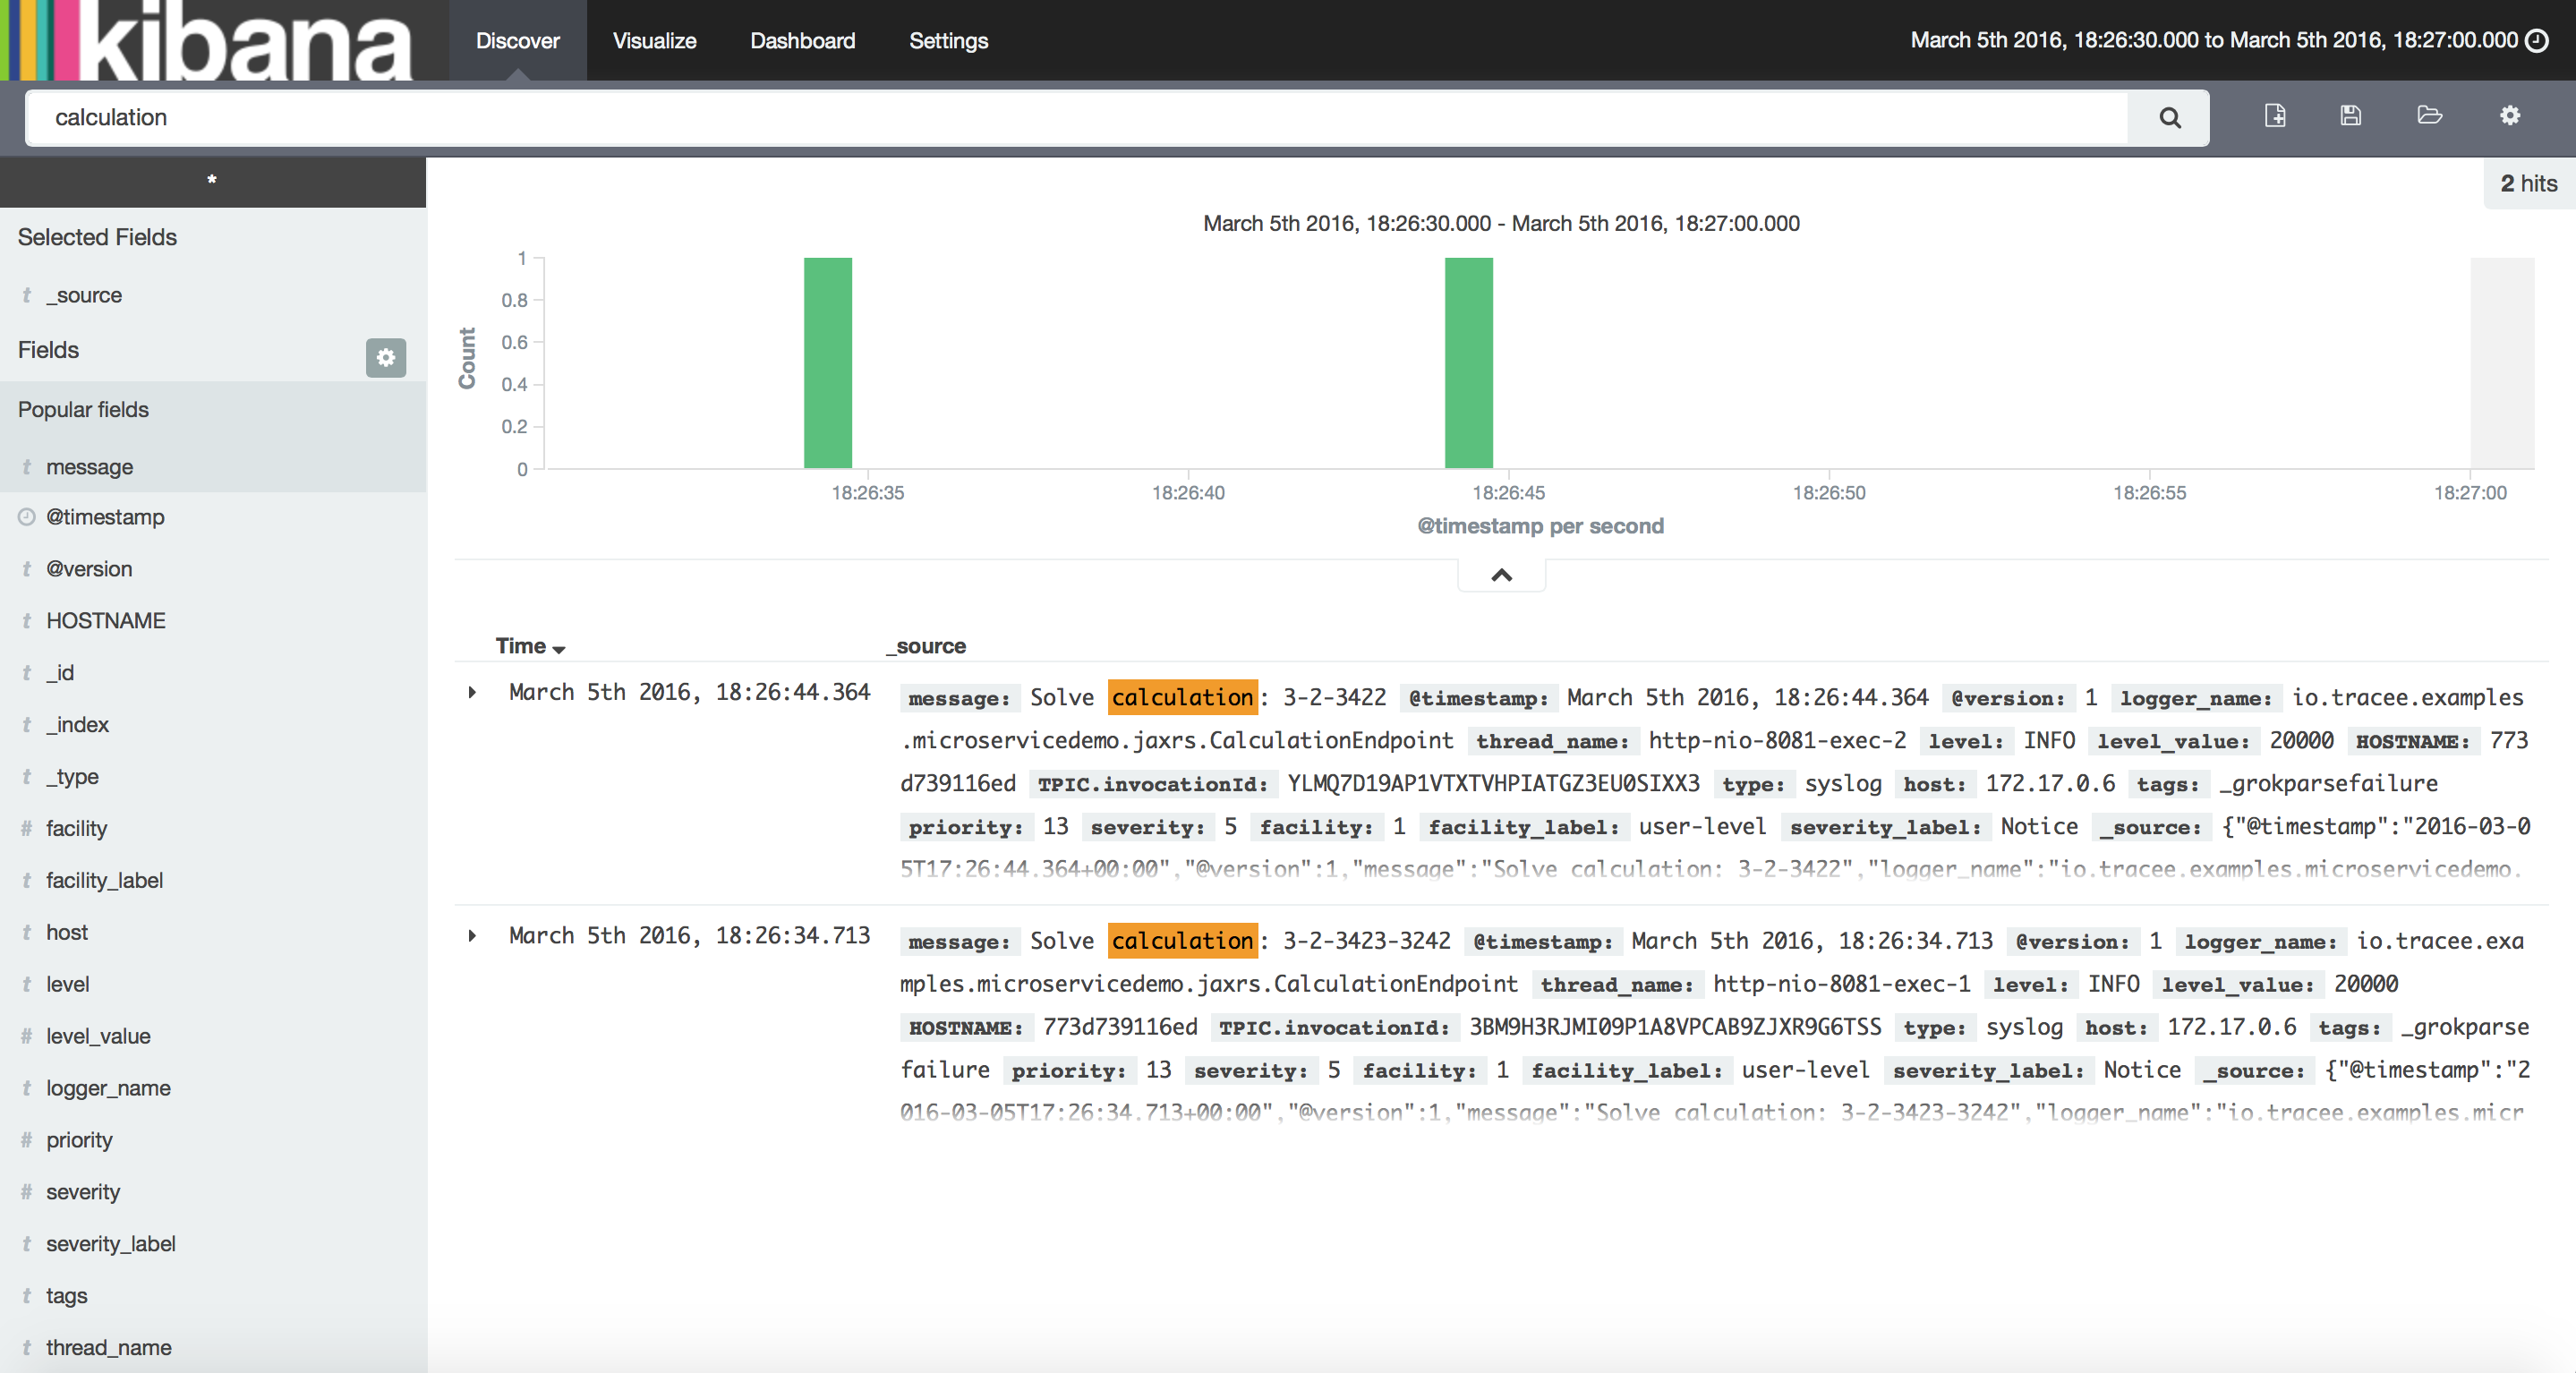 kibana
Discover
Visualize
Dashboard
Settings
March 5th 2016, 18:26:30.000 to March 5th 2016, 18:27:00.000
calculation
*
2 hits
Selected Fields
t _source
Fields
Popular fields
t message
@timestamp
t @version
t HOSTNAME
t _id
t _index
t _type
# facility
t facility_label
t host
t level
# level_value
t logger_name
# priority
# severity
t severity_label
t tags
t thread_name
March 5th 2016, 18:26:30.000 - March 5th 2016, 18:27:00.000
Count
1
0.8
0.6
0.4
0.2
0
18:26:35
18:26:40
18:26:45
18:26:50
18:26:55
18:27:00
@timestamp per second
Time
_source
March 5th 2016, 18:26:44.364
message: Solve calculation: 3-2-3422 @timestamp: March 5th 2016, 18:26:44.364 @version: 1 logger_name: io.tracee.examples
.microservicedemo.jaxrs.CalculationEndpoint thread_name: http-nio-8081-exec-2 level: INFO level_value: 20000 HOSTNAME: 773
d739116ed TPIC.invocationId: YLMQ7D19AP1VTXTVHPIATGZ3EU0SIXX3 type: syslog host: 172.17.0.6 tags: _grokparsefailure
priority: 13 severity: 5 facility: 1 facility_label: user-level severity_label: Notice _source: {"@timestamp":"2016-03-0
5T17:26:44.364+00:00","@version":1,"message":"Solve calculation: 3-2-3422","logger_name":"io.tracee.examples.microservicedemo.
March 5th 2016, 18:26:34.713
message: Solve calculation: 3-2-3423-3242 @timestamp: March 5th 2016, 18:26:34.713 @version: 1 logger_name: io.tracee.exa
mples.microservicedemo.jaxrs.CalculationEndpoint thread_name: http-nio-8081-exec-1 level: INFO level_value: 20000
HOSTNAME: 773d739116ed TPIC.invocationId: 3BM9H3RJMI09P1A8VPCAB9ZJXR9G6TSS type: syslog host: 172.17.0.6 tags: _grokparse
failure priority: 13 severity: 5 facility: 1 facility_label: user-level severity_label: Notice _source: {"@timestamp":"2
016-03-05T17:26:34.713+00:00","@version":1,"message":"Solve calculation: 3-2-3423-3242","logger_name":"io.tracee.examples.micr